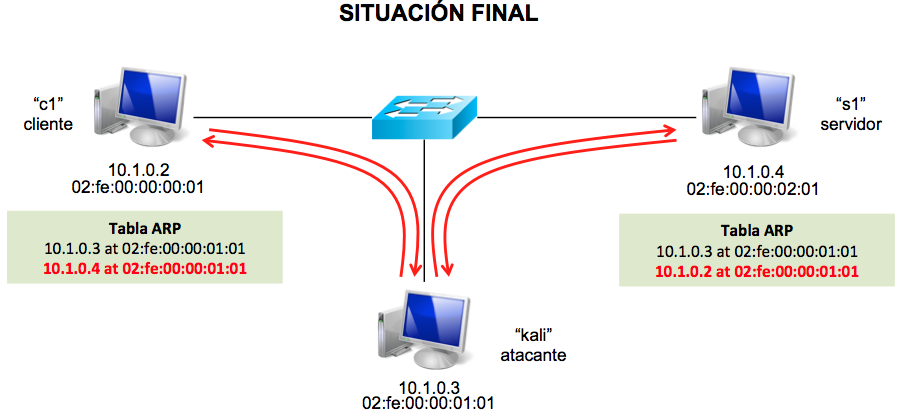 SITUACIÓN FINAL
“c1”
cliente
10.1.0.2
02:fe:00:00:00:01
Tabla ARP
10.1.0.3 at 02:fe:00:00:01:01
10.1.0.4 at 02:fe:00:00:01:01
“s1”
servidor
10.1.0.4
02:fe:00:00:02:01
Tabla ARP
10.1.0.3 at 02:fe:00:00:01:01
10.1.0.2 at 02:fe:00:00:01:01
“kali”
atacante
10.1.0.3
02:fe:00:00:01:01